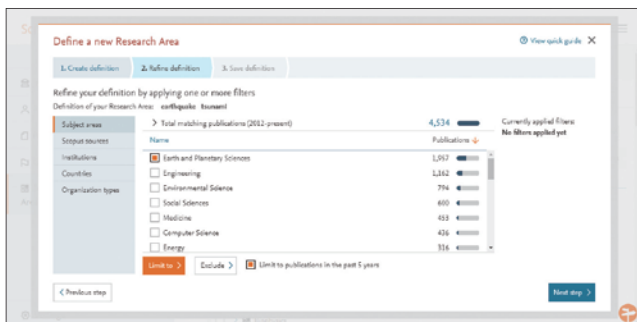 Define a new Research Area
View quick guide
1. Create definition
2. Refine definition
3. Save definition
Refine your definition by applying one or more filters
Definition of your Research Area: earthquake tsunami
Subject areas
Scopus sources
Institutions
Countries
Organization types
Total matching publications (2012-present) 4,534
Name Publications
Earth and Planetary Sciences 1,957
Engineering 1,162
Environmental Science 794
Social Sciences 600
Medicine 453
Computer Science 436
Energy 316
Currently applied filters:
No filters applied yet
Limit to
Exclude
Limit to publications in the past 5 years
Previous step
Next step